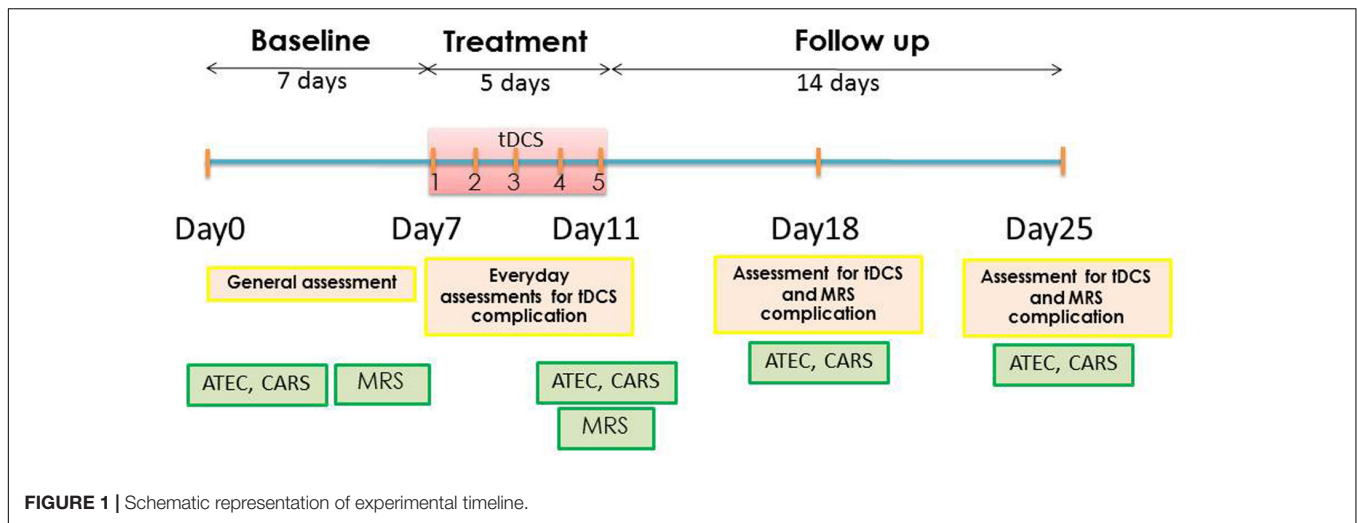 Baseline
Treatment
Follow up
7 days
5 days
14 days
tDCS
1 2 3 4 5
Day0
Day7
Day11
Day18
Day25
General assessment
Everyday
assessments for tDCS
complication
Assessment for tDCS
and MRS
complication
Assessment for tDCS
and MRS
complication
ATEC, CARS
MRS
ATEC, CARS
MRS
ATEC, CARS
ATEC, CARS
FIGURE 1 | Schematic representation of experimental timeline.